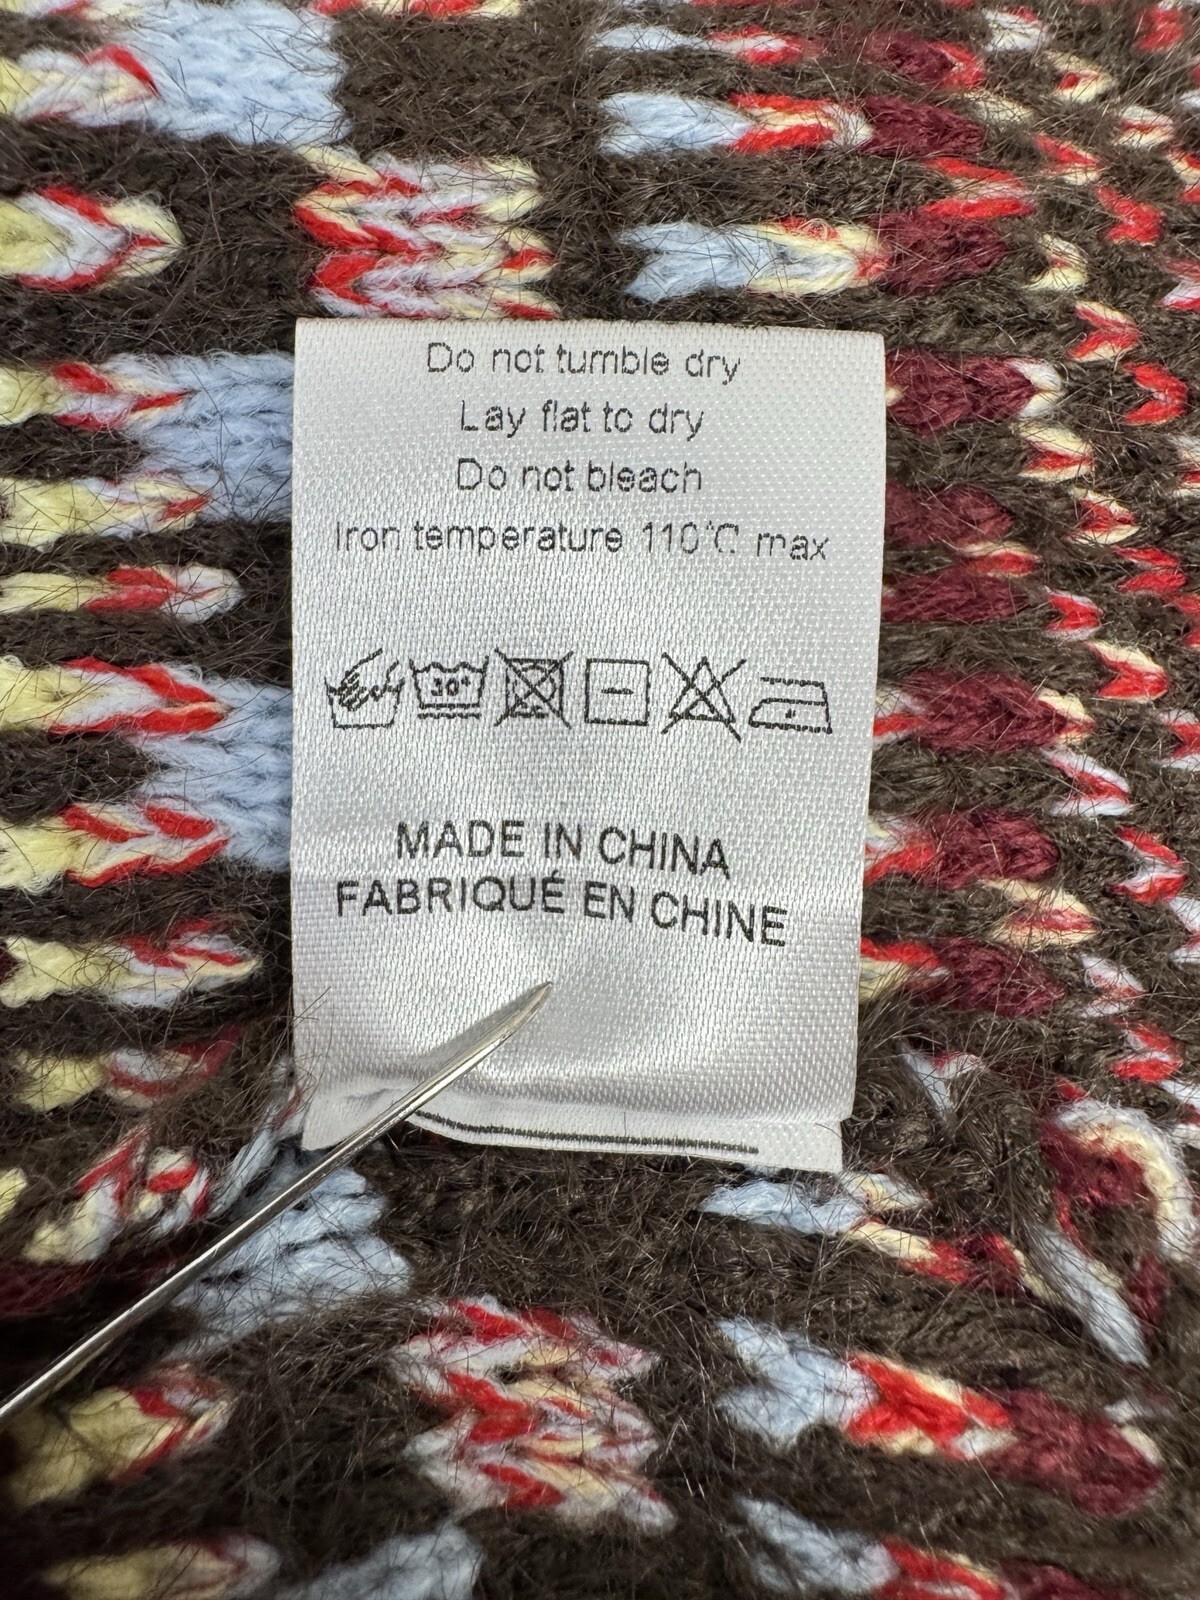 Do not tumble dry
Lay flat to dry
Do not bleach
Iron temperature 110°C max
30°
MADE IN CHINA
FABRIQUÉ EN CHINE